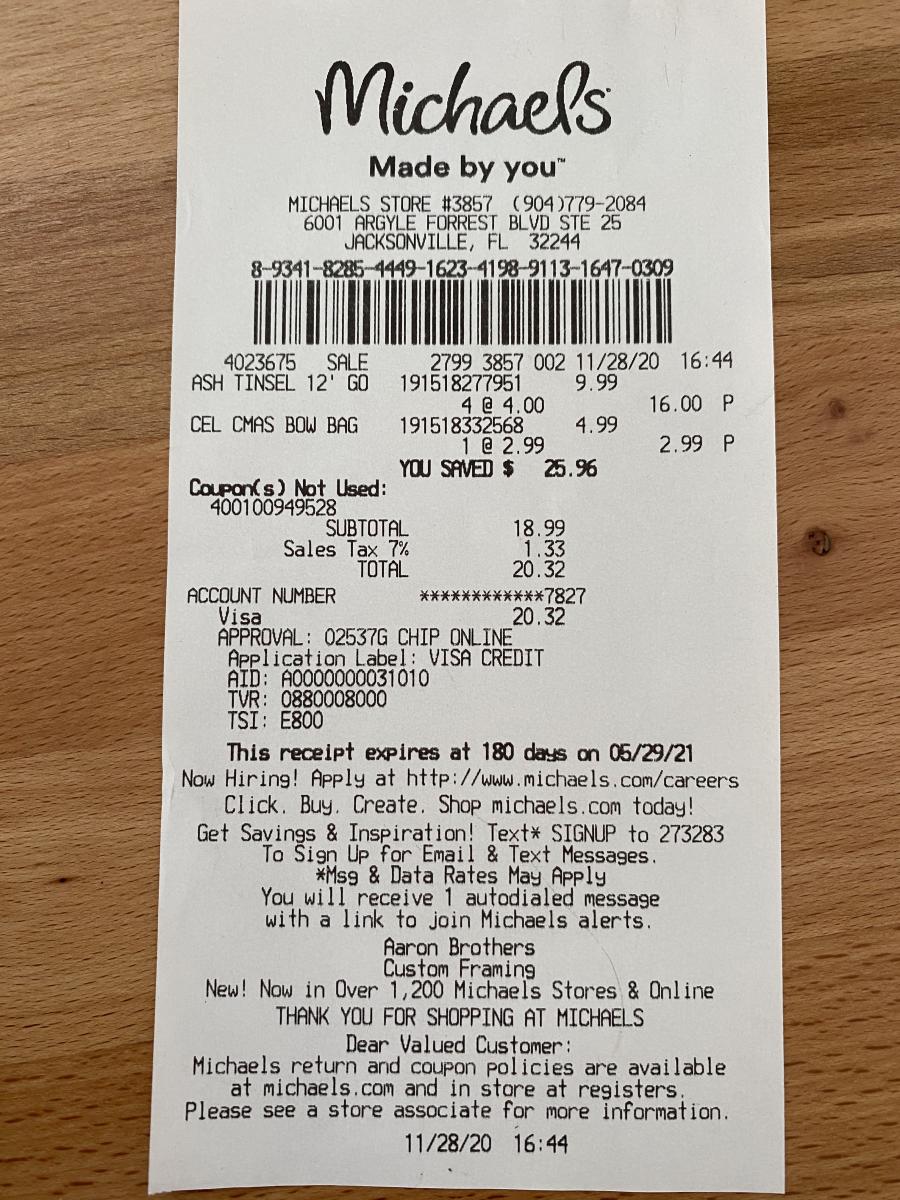 Michaels
Made by you™
MICHAELS STORE #3857 (904)779-2084
6001 ARGYLE FORREST BLVD STE 25
JACKSONVILLE, FL 32244
8-9341-8285-4449-1623-4198-9113-1647-0309
4023675 SALE 2799 3857 002 11/28/20 16:44
ASH TINSEL 12' GO 191518277951 9.99
4 @ 4.00 16.00 P
CEL CMAS BOW BAG 191518332568 4.99
1 @ 2.99 2.99 P
YOU SAVED $ 25.96
Coupon(s) Not Used:
400100949528
SUBTOTAL 18.99
Sales Tax 7% 1.33
TOTAL 20.32
ACCOUNT NUMBER ************7827
Visa 20.32
APPROVAL: 02537G CHIP ONLINE
Application Label: VISA CREDIT
AID: A0000000031010
TVR: 0880008000
TSI: E800
This receipt expires at 180 days on 05/29/21
Now Hiring! Apply at http://www.michaels.com/careers
Click. Buy. Create. Shop michaels.com today!
Get Savings & Inspiration! Text* SIGNUP to 273283
To Sign Up for Email & Text Messages.
*Msg & Data Rates May Apply
You will receive 1 autodialed message
with a link to join Michaels alerts.
Aaron Brothers
Custom Framing
New! Now in Over 1,200 Michaels Stores & Online
THANK YOU FOR SHOPPING AT MICHAELS
Dear Valued Customer:
Michaels return and coupon policies are available
at michaels.com and in store at registers.
Please see a store associate for more information.
11/28/20 16:44